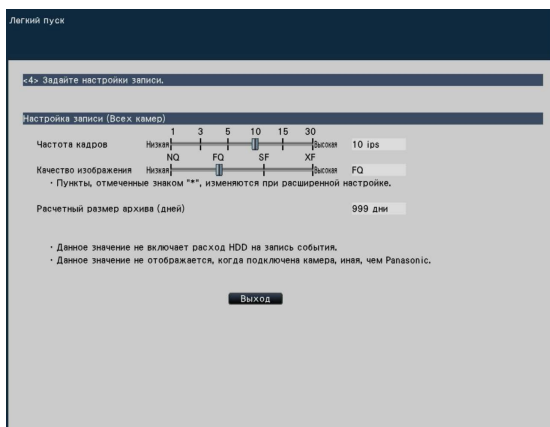 Легкий пуск
<4> Задайте настройки записи.
Настройка записи (Всех камер)
1 3 5 10 15 30
Частота кадров Низкая Высокая 10 ips
NQ FQ SF XF
Качество изображения Низкая Высокая FQ
· Пункты, отмеченные знаком "*", изменяются при расширенной настройке.
Расчетный размер архива (дней) 999 дни
· Данное значение не включает расход HDD на запись события.
· Данное значение не отображается, когда подключена камера, иная, чем Panasonic.
Выход